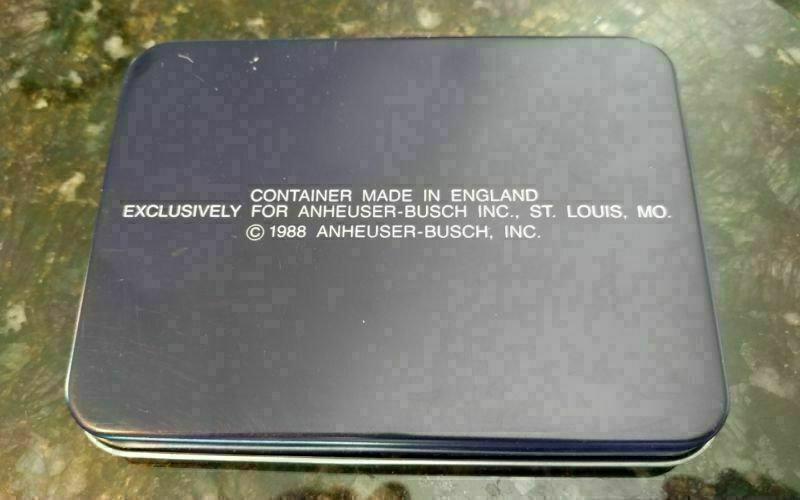 CONTAINER MADE IN ENGLAND
EXCLUSIVELY FOR ANHEUSER-BUSCH INC., ST. LOUIS, MO.
© 1988 ANHEUSER-BUSCH, INC.